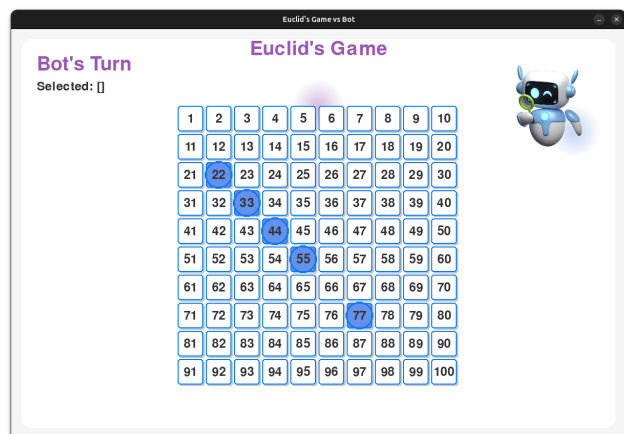 Euclid's Game vs Bot
Euclid's Game
Bot's Turn
Selected: []
1 2 3 4 5 6 7 8 9 10
11 12 13 14 15 16 17 18 19 20
21 22 23 24 25 26 27 28 29 30
31 32 33 34 35 36 37 38 39 40
41 42 43 44 45 46 47 48 49 50
51 52 53 54 55 56 57 58 59 60
61 62 63 64 65 66 67 68 69 70
71 72 73 74 75 76 77 78 79 80
81 82 83 84 85 86 87 88 89 90
91 92 93 94 95 96 97 98 99 100